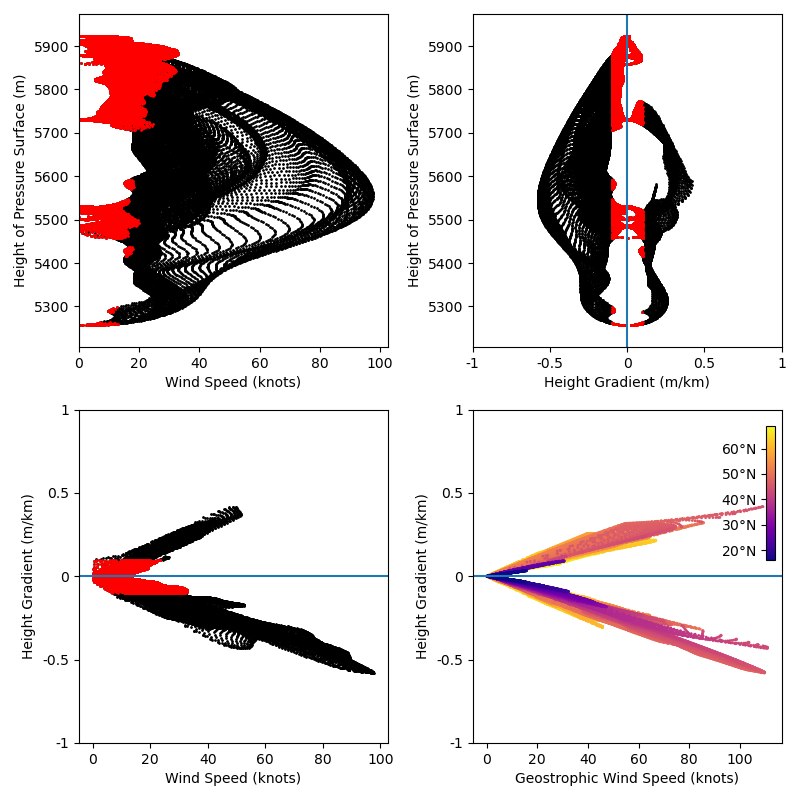 5900
5800
5700
5600
5500
5400
5300
Height of Pressure Surface (m)
0 20 40 60 80 100
Wind Speed (knots)
5900
5800
5700
5600
5500
5400
5300
Height of Pressure Surface (m)
-1 -0.5 0 0.5 1
Height Gradient (m/km)
1
0.5
0
-0.5
-1
Height Gradient (m/km)
0 20 40 60 80 100
Wind Speed (knots)
1
0.5
0
-0.5
-1
Height Gradient (m/km)
60°N
50°N
40°N
30°N
20°N
0 20 40 60 80 100
Geostrophic Wind Speed (knots)